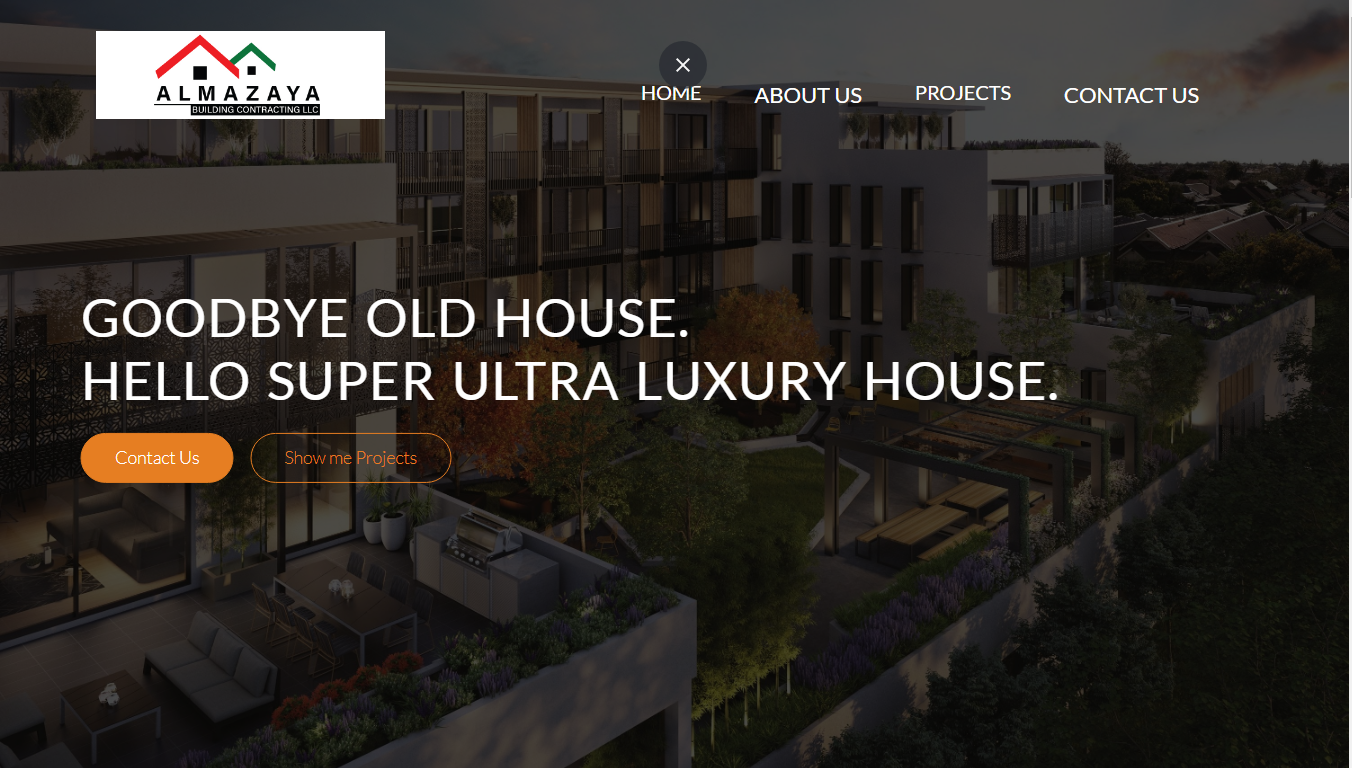 ALMAZAYA
BUILDING CONTRACTING LLC
HOME
ABOUT US
PROJECTS
CONTACT US
GOODBYE OLD HOUSE.
HELLO SUPER ULTRA LUXURY HOUSE.
Contact Us
Show me Projects